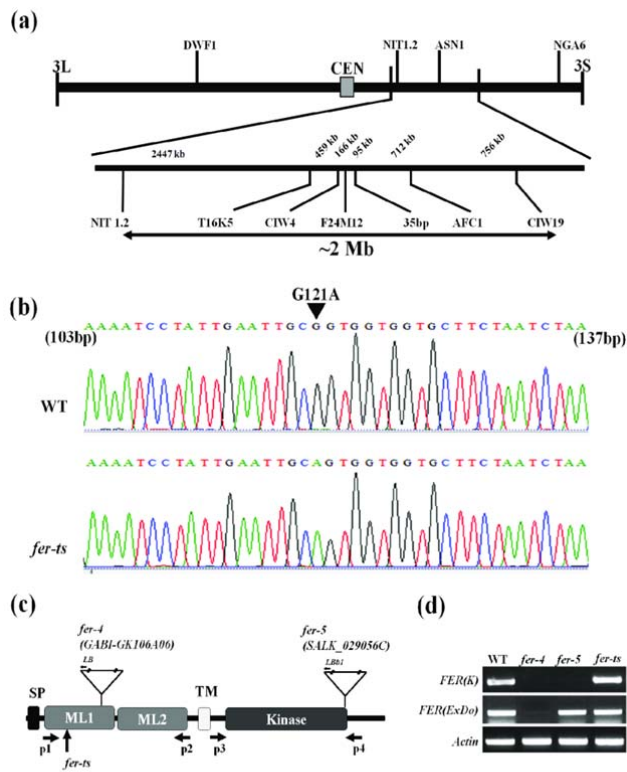 (a)
DWF1
NIT1.2
ASN1
NGA6
3L
CEN
3S
2447 kb
459 kb
166 kb
95 kb
712 kb
756 kb
NIT 1.2
T16K5
CIW4
F24M12
35bp
AFC1
CIW19
~2 Mb
(b)
G121A
A A A A T C C T A T T G A A T T G C G G T G G T G G T G C T T C T A A T C T A A
(103bp)
(137bp)
WT
A A A A T C C T A T T G A A T T G C A G T G G T G G T G C T T C T A A T C T A A
fer-ts
(c)
fer-4
(GABI-GK106A06)
LB
fer-5
(SALK_029056C)
LBb1
SP
ML1
ML2
TM
Kinase
p1
p2
p3
p4
fer-ts
(d)
WT fer-4 fer-5 fer-ts
FER(K)
FER(ExDo)
Actin